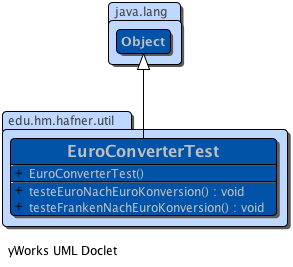 java.lang
Object
edu.hm.hafner.util
EuroConverterTest
+ EuroConverterTest()
+ testeEuroNachEuroKonversion() : void
+ testeFrankenNachEuroKonversion() : void
yWorks UML Doclet